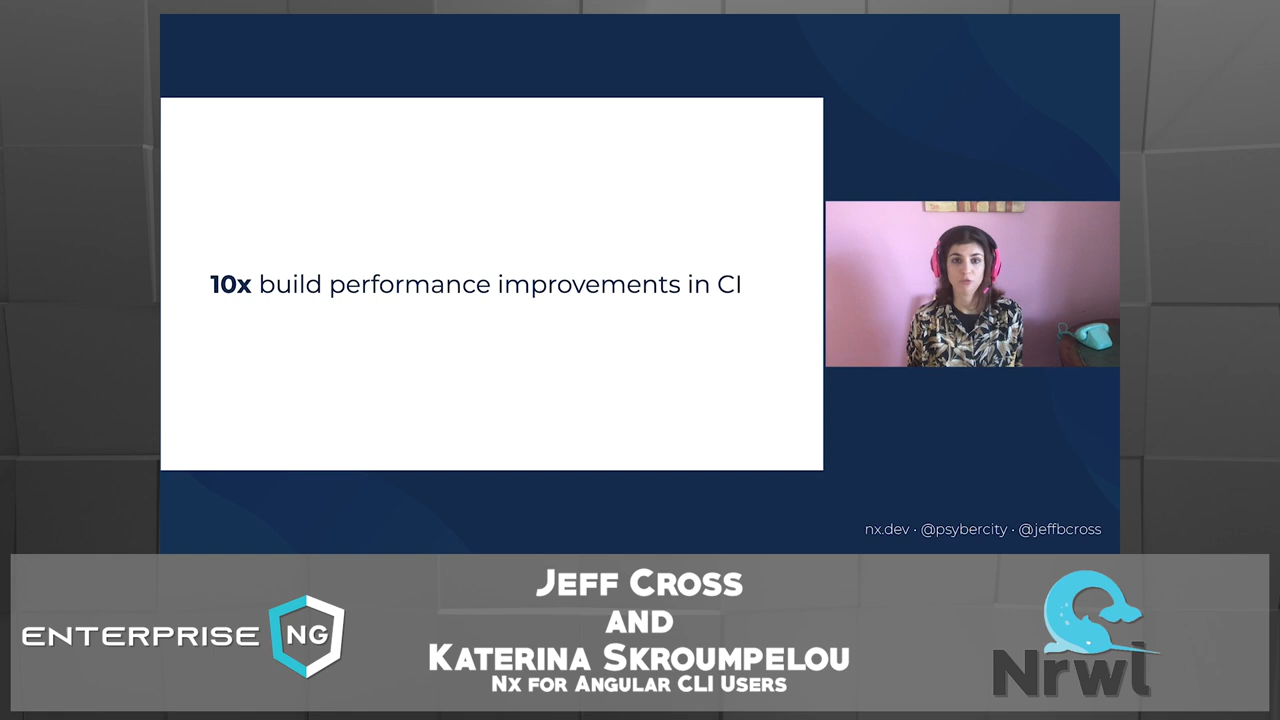 10x build performance improvements in CI
nx.dev · @psybercity · @jeffbcross
ENTERPRISE NG
JEFF CROSS
AND
KATERINA SKROUMPELOU
NX FOR ANGULAR CLI USERS
Nrwl